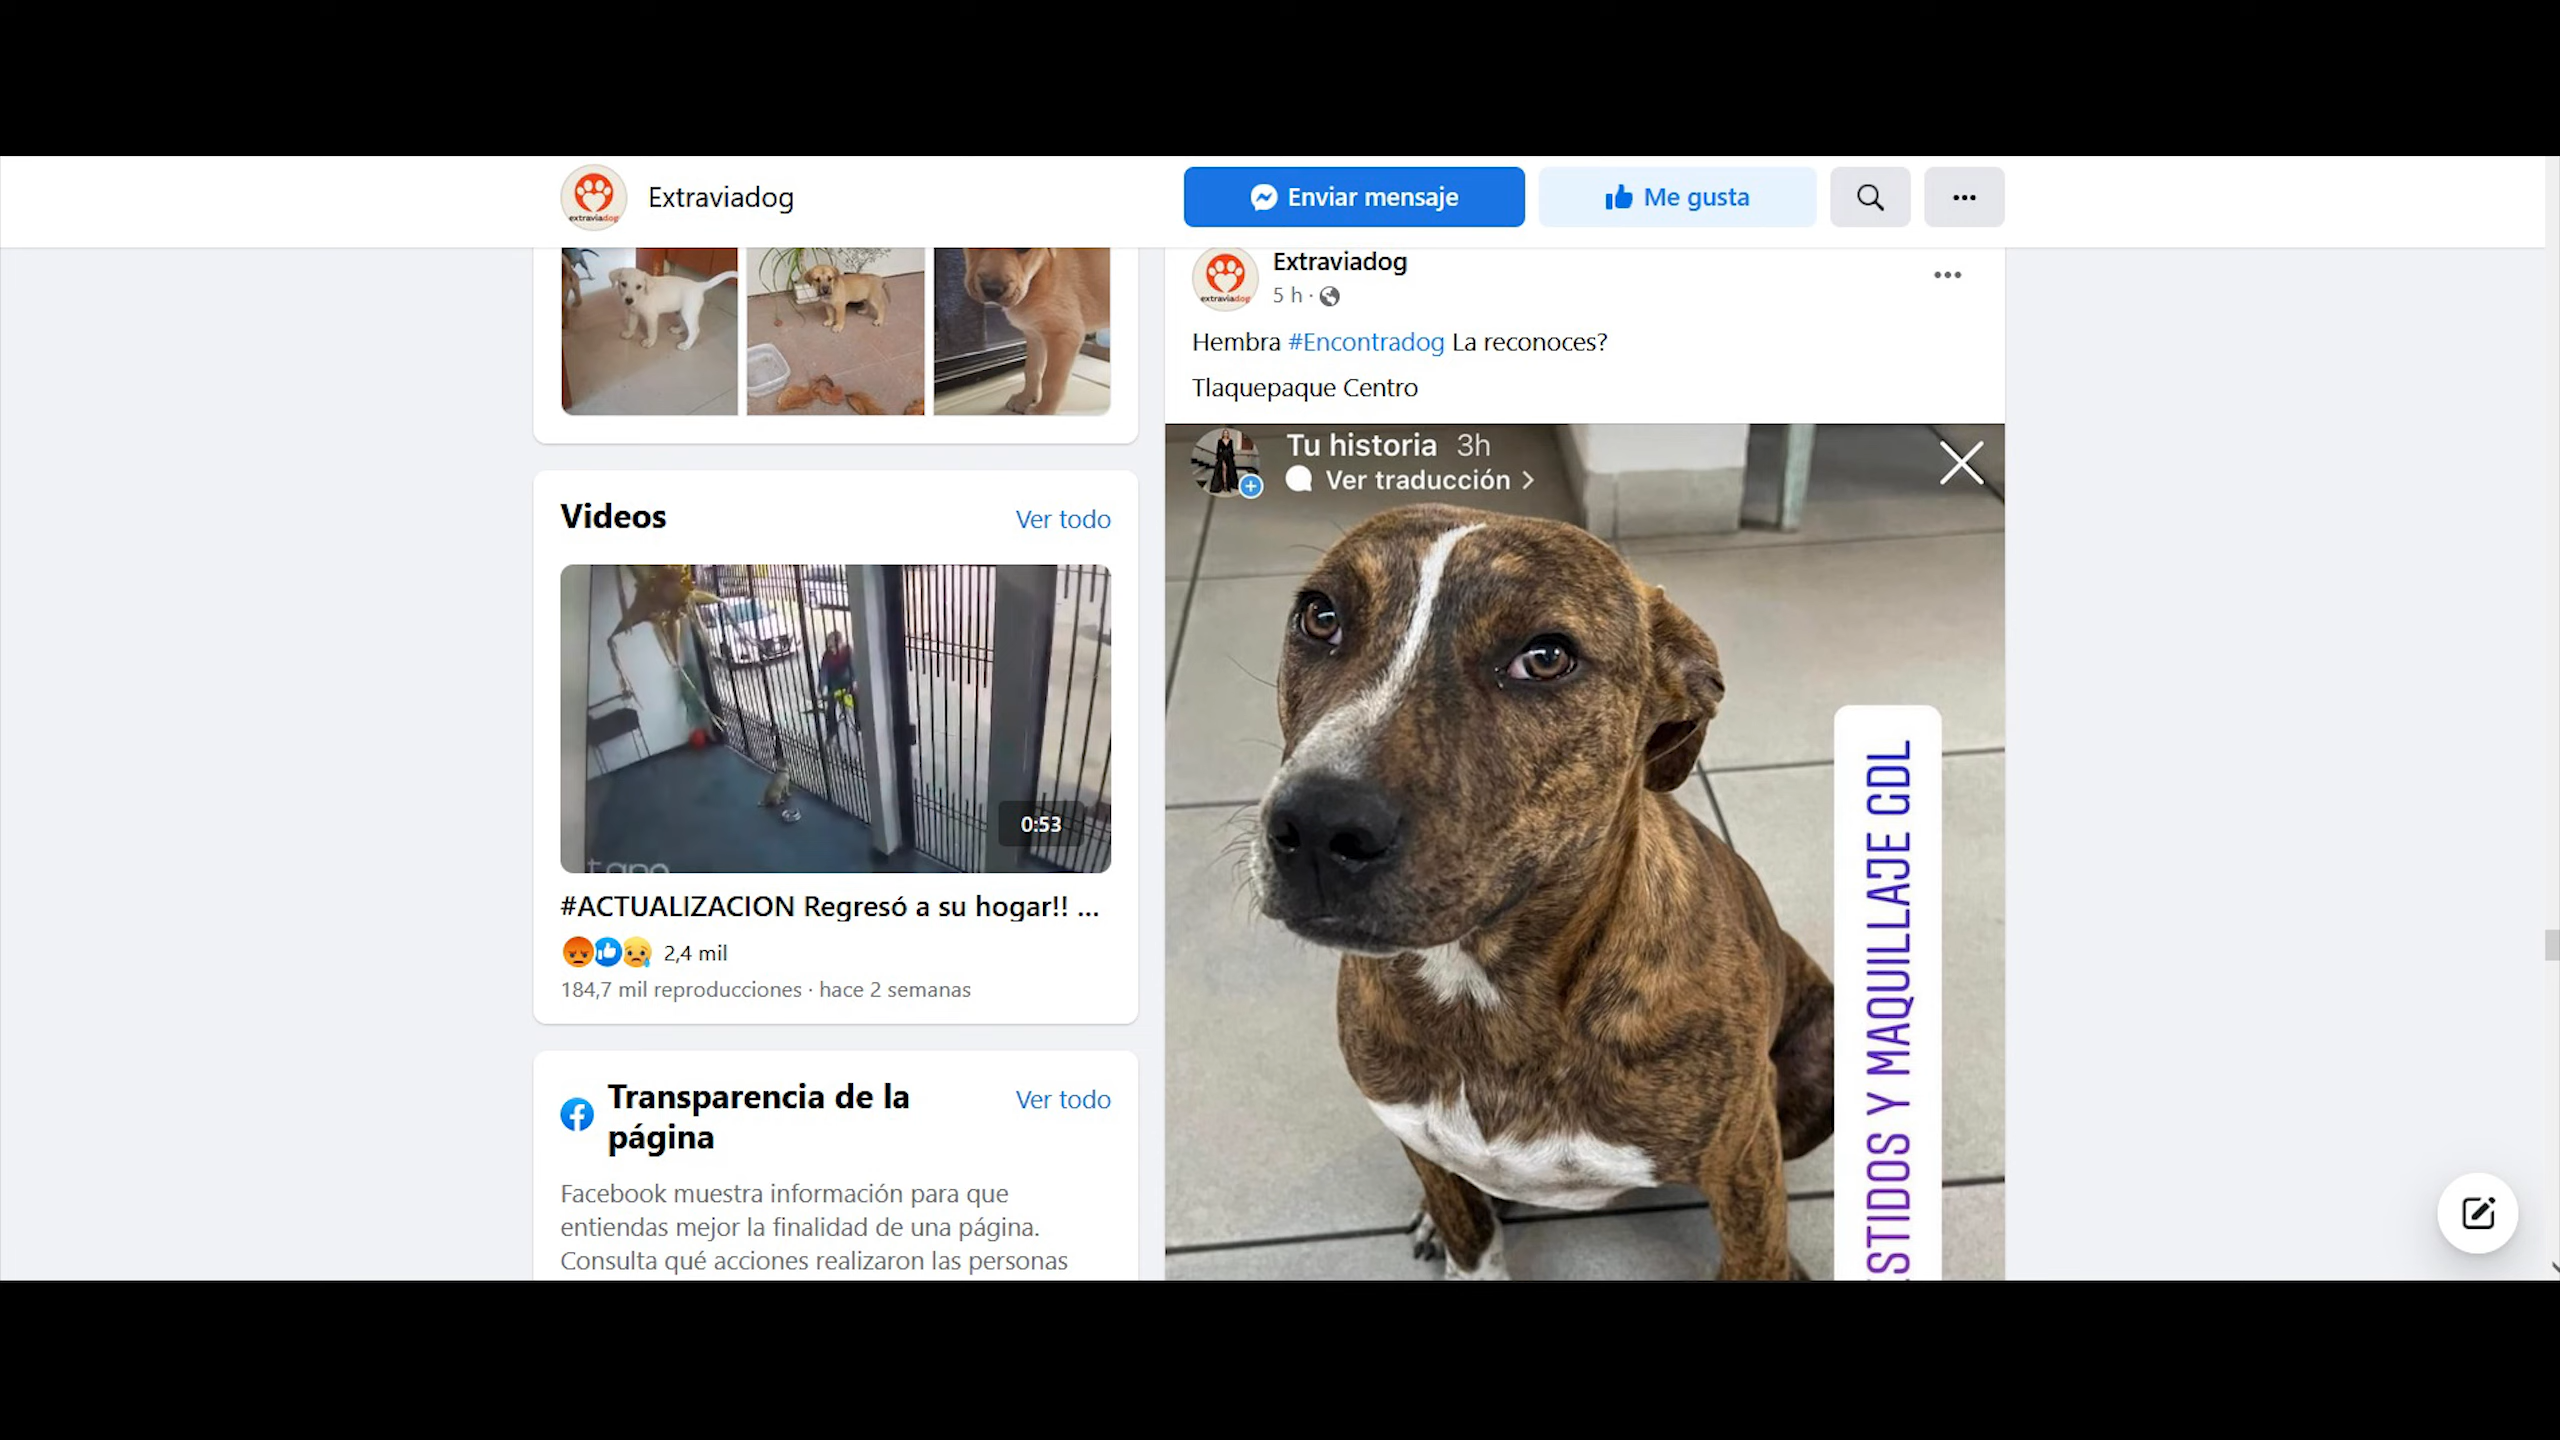 Extraviadog
Enviar mensaje
Me gusta
extraviadog
Videos
Ver todo
0:53
#ACTUALIZACION Regresó a su hogar!! ...
2,4 mil
184,7 mil reproducciones · hace 2 semanas
Transparencia de la
página
Ver todo
Facebook muestra información para que
entiendas mejor la finalidad de una página.
Consulta qué acciones realizaron las personas
Extraviadog
extraviadog
5 h ·
Hembra #Encontradog La reconoces?
Tlaquepaque Centro
Tu historia 3h
Ver traducción >
STIDOS Y MAQUILLAJE GDL